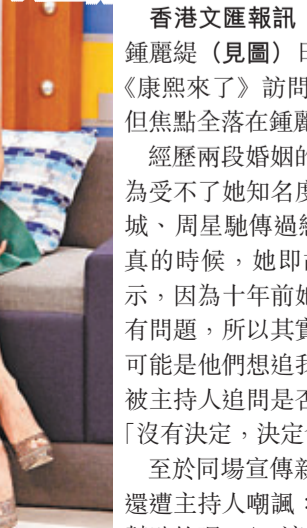 香港文匯報訊
鍾麗緹（見圖）日
《康熙來了》訪問
但焦點全落在鍾麗
經歷兩段婚姻的
為受不了她知名度
城、周星馳傳過
真的時候，她即
示，因為十年前她
有問題，所以其實
可能是他們想追我
被主持人追問是否
「沒有決定，決定
至於同場宣傳新
還遭主持人嘲諷：